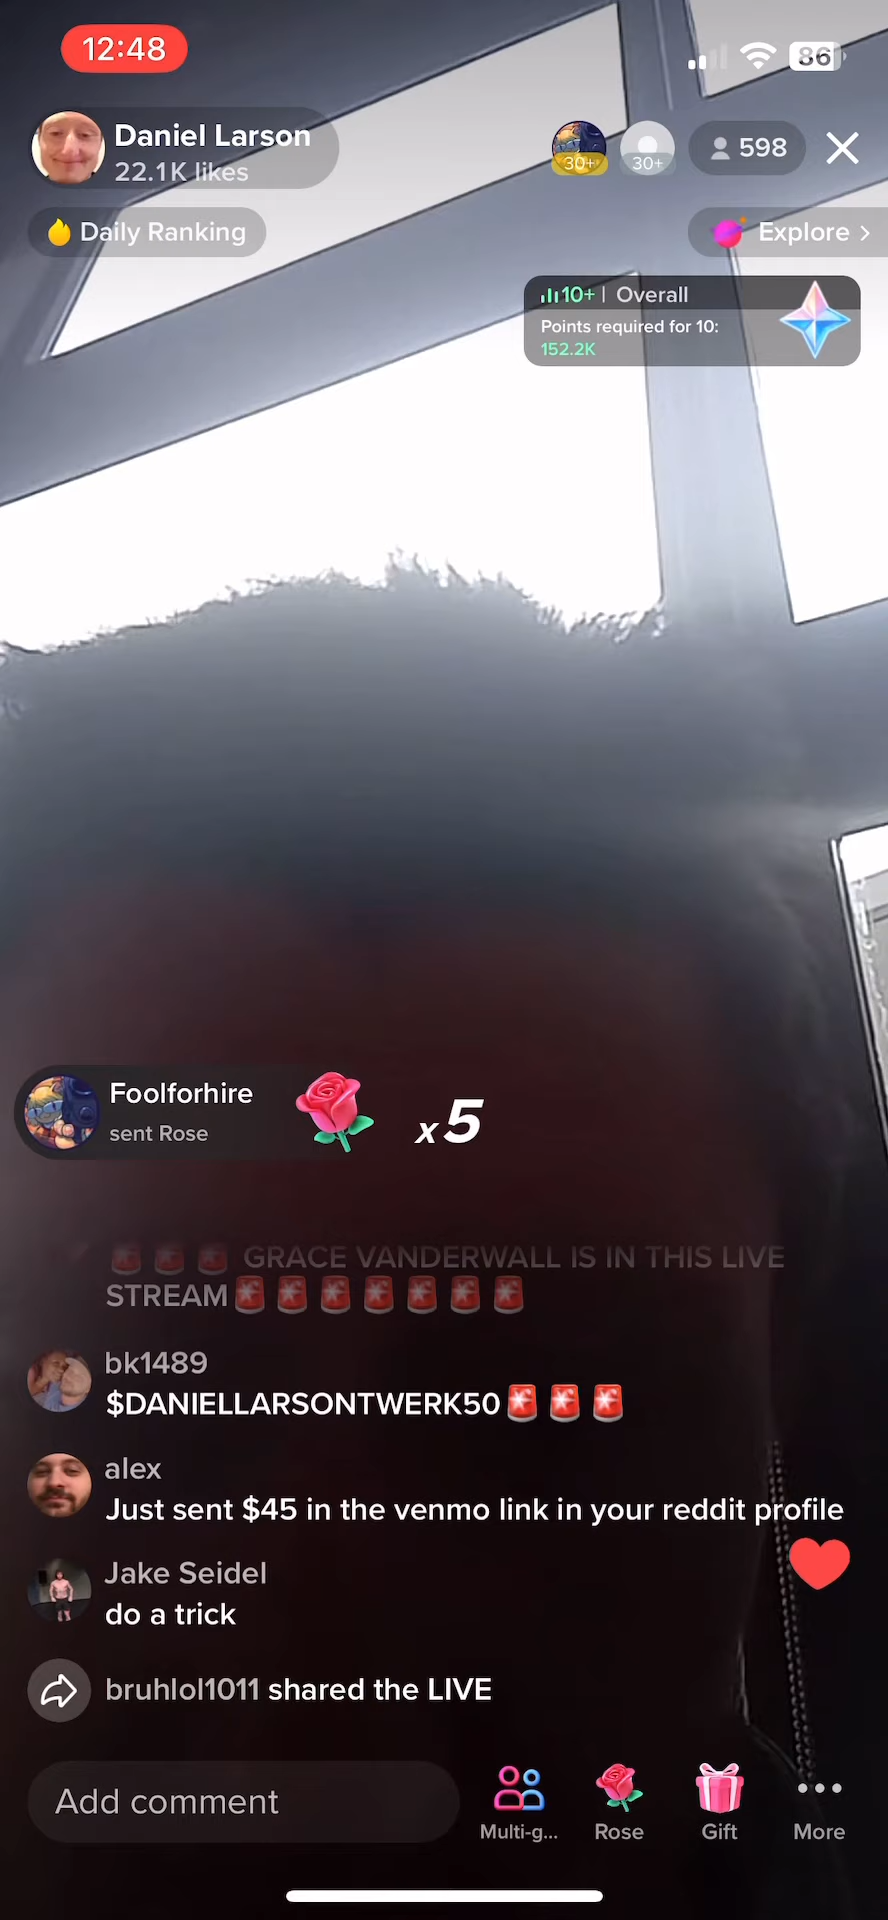 12:48
86
Daniel Larson
22.1K likes
30+
30+
598
Daily Ranking
Explore >
10+ | Overall
Points required for 10:
152.2K
Foolforhire
sent Rose
x5
🚨🚨🚨 GRACE VANDERWALL IS IN THIS LIVE
STREAM🚨🚨🚨🚨🚨🚨🚨
bk1489
$DANIELLARSONTWERK50🚨🚨🚨
alex
Just sent $45 in the venmo link in your reddit profile
Jake Seidel
do a trick
bruhlol1011 shared the LIVE
Add comment
Multi-g...
Rose
Gift
More